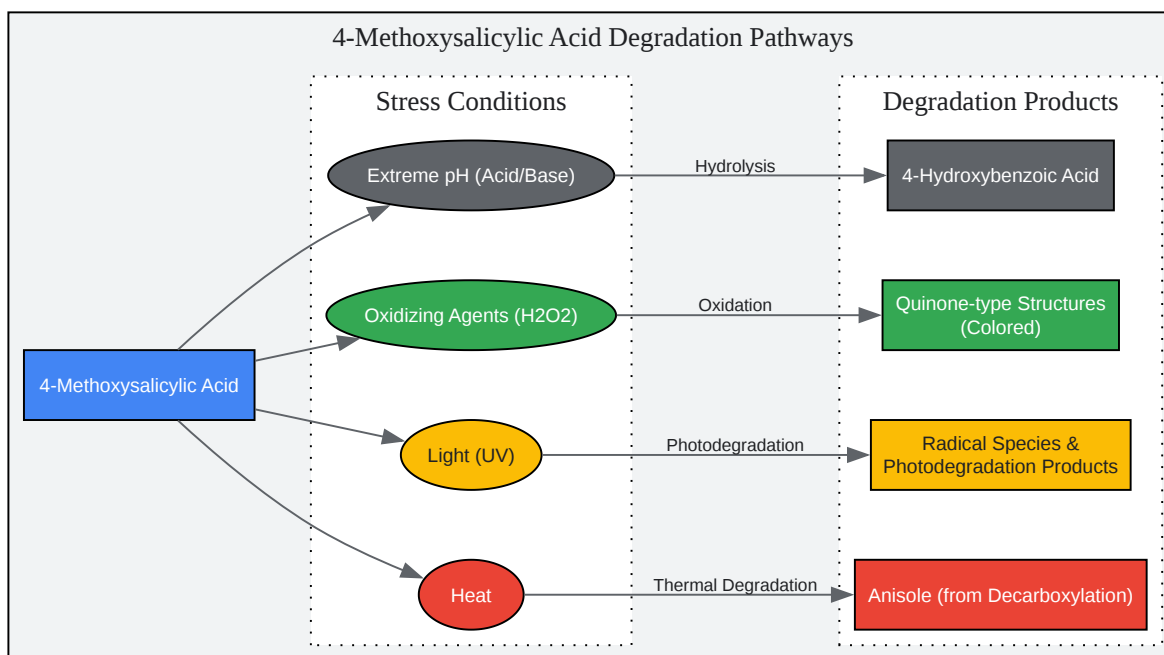 4-Methoxysalicylic Acid Degradation Pathways
Stress Conditions
Degradation Products
Extreme pH (Acid/Base)
Hydrolysis
4-Hydroxybenzoic Acid
Oxidizing Agents (H2O2)
Oxidation
Quinone-type Structures
(Colored)
4-Methoxysalicylic Acid
Light (UV)
Photodegradation
Radical Species &
Photodegradation Products
Heat
Thermal Degradation
Anisole (from Decarboxylation)